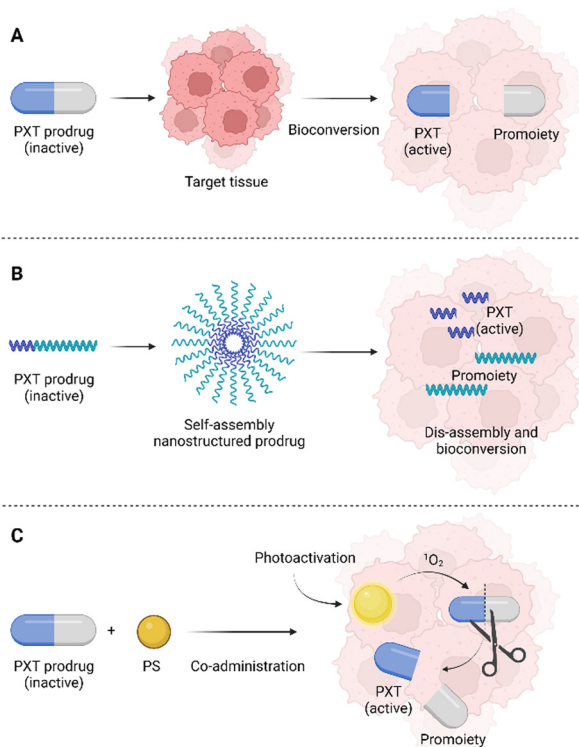 A
PXT prodrug
(inactive)
Target tissue
Bioconversion
PXT
(active)
Promoiety
B
PXT prodrug
(inactive)
Self-assembly
nanostructured prodrug
PXT
(active)
Promoiety
Dis-assembly and
bioconversion
C
Photoactivation
¹O₂
PXT prodrug
(inactive)
+
PS
Co-administration
PXT
(active)
Promoiety